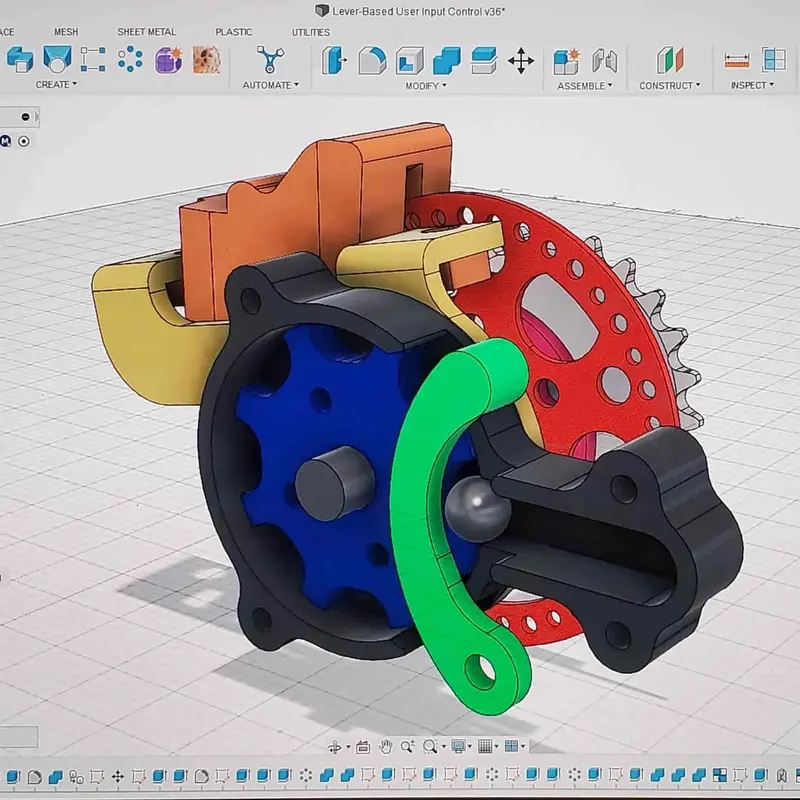 Lever-Based User Input Control v36*
ACE MESH SHEET METAL PLASTIC UTILITIES
CREATE AUTOMATE MODIFY ASSEMBLE CONSTRUCT INSPECT
M